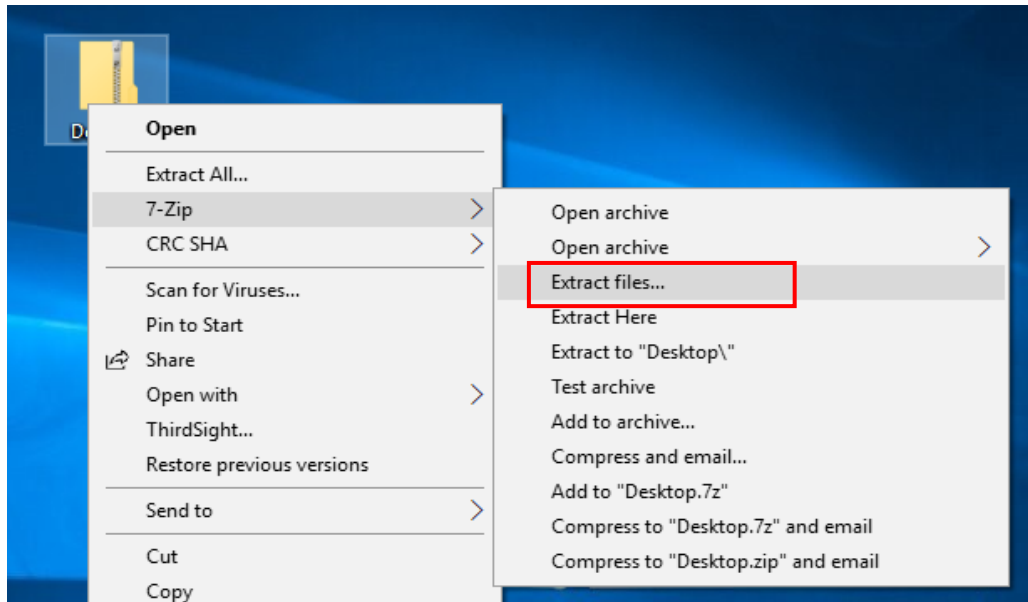 Open
Extract All...
7-Zip
CRC SHA
Scan for Viruses...
Pin to Start
Share
Open with
ThirdSight...
Restore previous versions
Send to
Cut
Copy
Open archive
Open archive
Extract files...
Extract Here
Extract to "Desktop\"
Test archive
Add to archive...
Compress and email...
Add to "Desktop.7z"
Compress to "Desktop.7z" and email
Compress to "Desktop.zip" and email